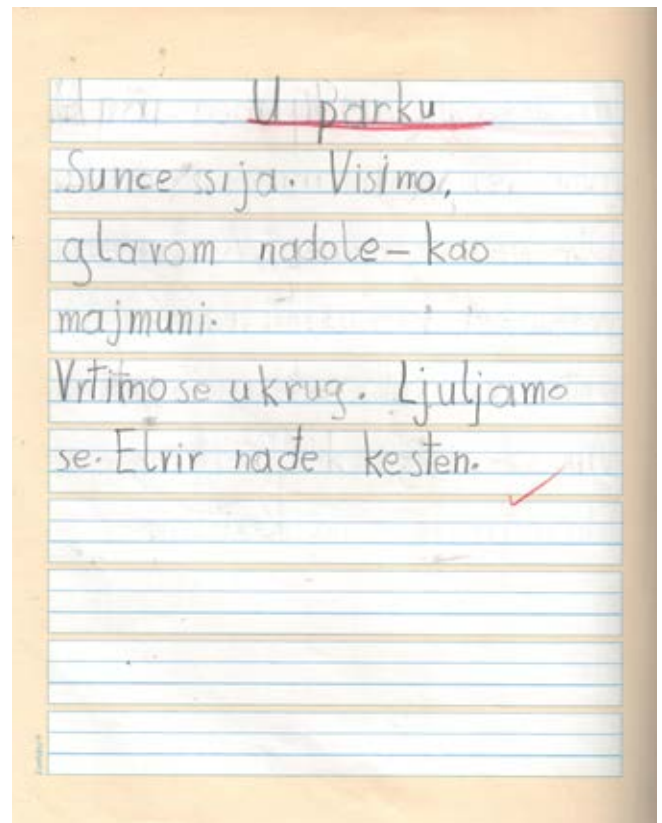 U parku
Sunce sija. Visimo,
glavom nadole - kao
majmuni.
Vrtimo se ukrug. Ljuljamo
se. Elvir nađe kesten.